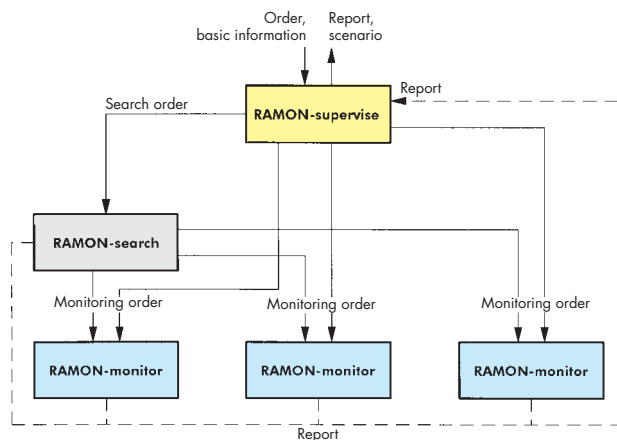 Order,
basic information
Report,
scenario
Report
Search order
RAMON-supervise
RAMON-search
Monitoring order
Monitoring order
Monitoring order
RAMON-monitor
RAMON-monitor
RAMON-monitor
Report